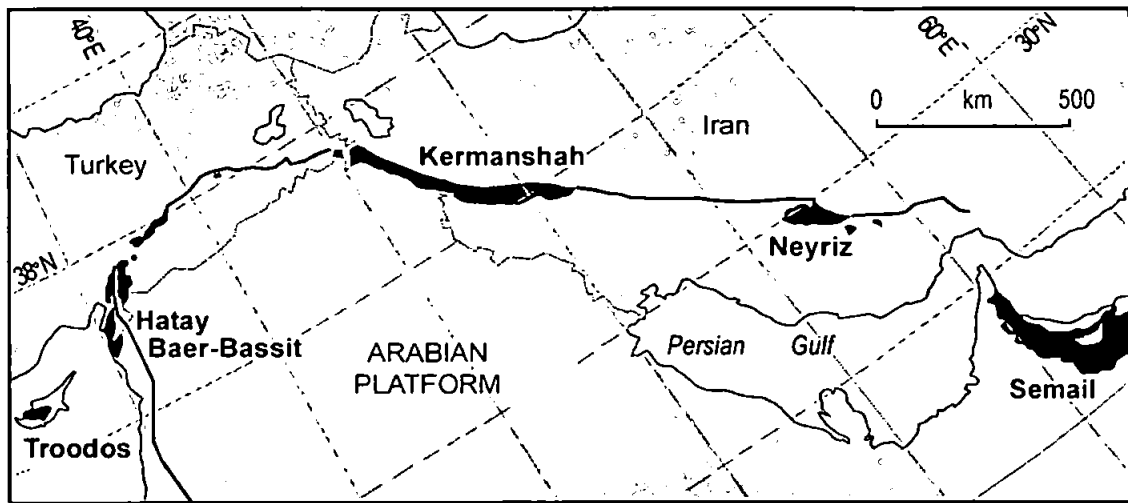 40°E
60°E
30°N
0 km 500
Iran
Turkey
Kermanshah
Neyriz
38°N
Hatay
Baer-Bassit
Persian Gulf
ARABIAN
PLATFORM
Semail
Troodos